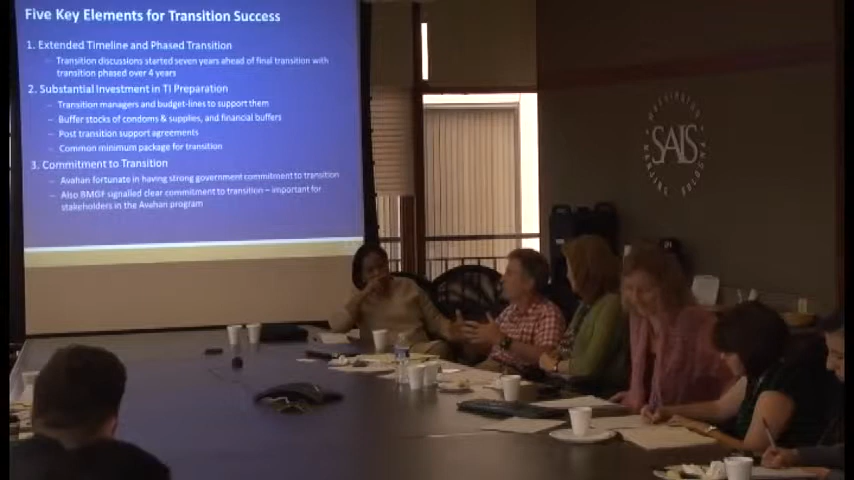 Five Key Elements for Transition Success
1. Extended Timeline and Phased Transition
– Transition discussions started seven years ahead of final transition with
transition phased over 4 years
2. Substantial Investment in TI Preparation
– Transition managers and budget-lines to support them
– Buffer stocks of condoms & supplies, and financial buffers
– Post transition support agreements
– Common minimum package for transition
3. Commitment to Transition
– Avahan fortunate in having strong government commitment to transition
– Also BMGF signalled clear commitment to transition – important for
stakeholders in the Avahan program
WASHINGTON
SAIS
NANJING BOLOGNA